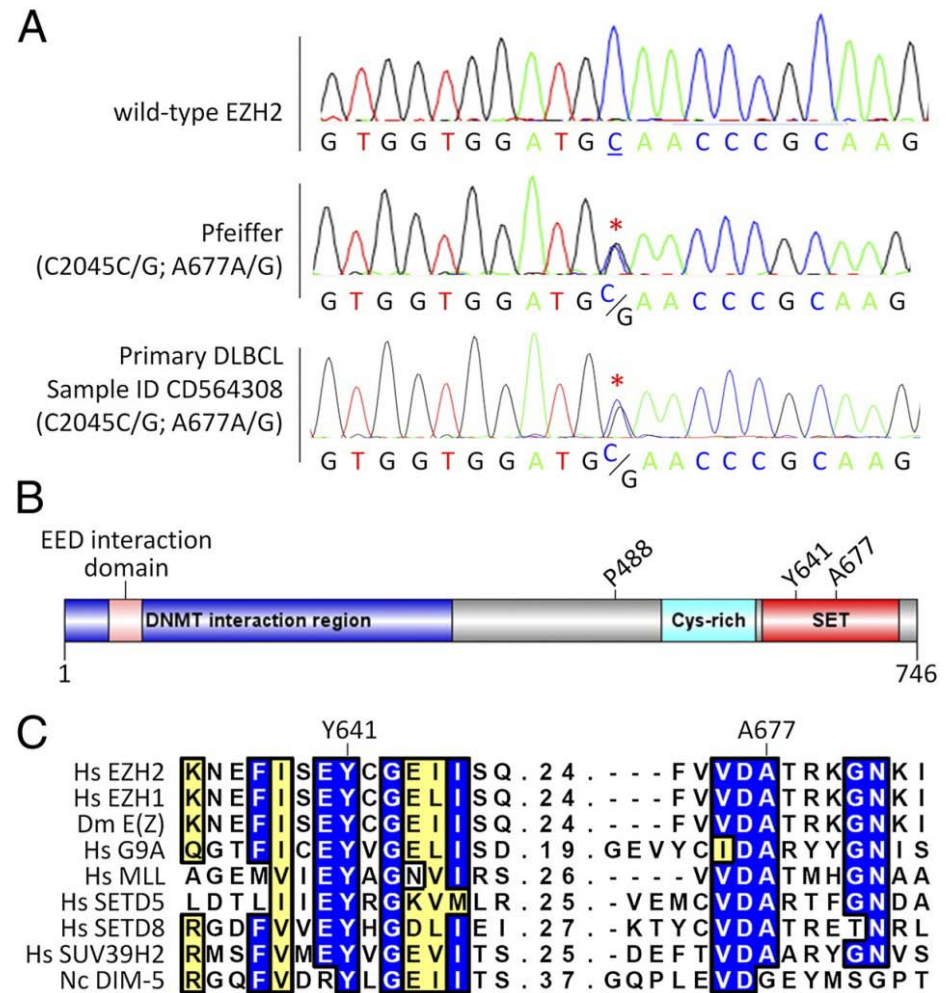 A
wild-type EZH2
G T G G T G G A T G C A A C C C G C A A G
Pfeiffer
(C2045C/G; A677A/G)
*
G T G G T G G A T G C/G A A C C C G C A A G
Primary DLBCL
Sample ID CD564308
(C2045C/G; A677A/G)
*
G T G G T G G A T G C/G A A C C C G C A A G
B
EED interaction
domain
P488
Y641
A677
DNMT interaction region
Cys-rich
SET
1
746
C
Y641
A677
Hs EZH2 K N E F I S E Y C G E I I S Q . 24 . - - - F V V D A T R K G N K I
Hs EZH1 K N E F I S E Y C G E L I S Q . 24 . - - - F V V D A T R K G N K I
Dm E(Z) K N E F I S E Y C G E I I S Q . 24 . - - - F V V D A T R K G N K I
Hs G9A Q G T F I C E Y V G E L I S D . 19 . G E V Y C I D A R Y Y G N I S
Hs MLL A G E M V I E Y A G N V I R S . 26 . - - - - V V D A T M H G N A A
Hs SETD5 L D T L I I E Y R G K V M L R . 25 . - V E M C V D A R T F G N D A
Hs SETD8 R G D F V V E Y H G D L I E I . 27 . - K T Y C V D A T R E T N R L
Hs SUV39H2 R M S F V M E Y V G E V I T S . 25 . - D E F T V D A A R Y G N V S
Nc DIM-5 R G Q F V D R Y L G E I I T S . 37 . G Q P L E V D G E Y M S G P T